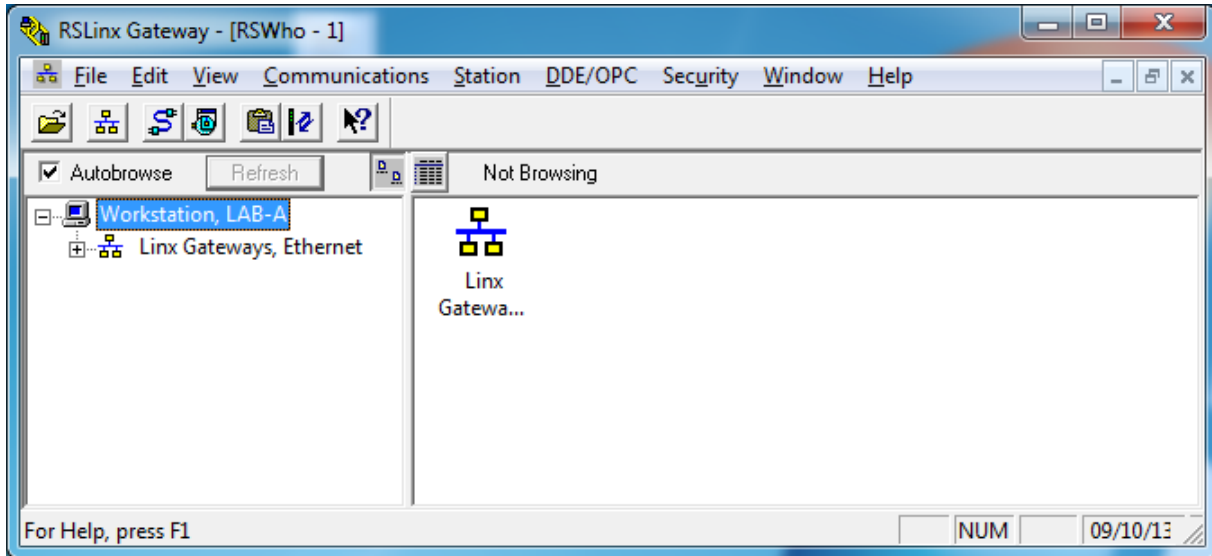 RSLinx Gateway - [RSWho - 1]
File Edit View Communications Station DDE/OPC Security Window Help
Autobrowse Refresh Not Browsing
Workstation, LAB-A
Linx Gateways, Ethernet
Linx
Gatewa...
For Help, press F1 NUM 09/10/13